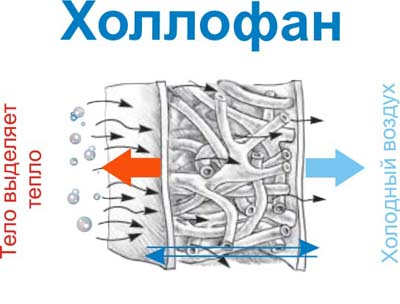 Холлофан
Тело выделяет
тепло
Холодный воздух